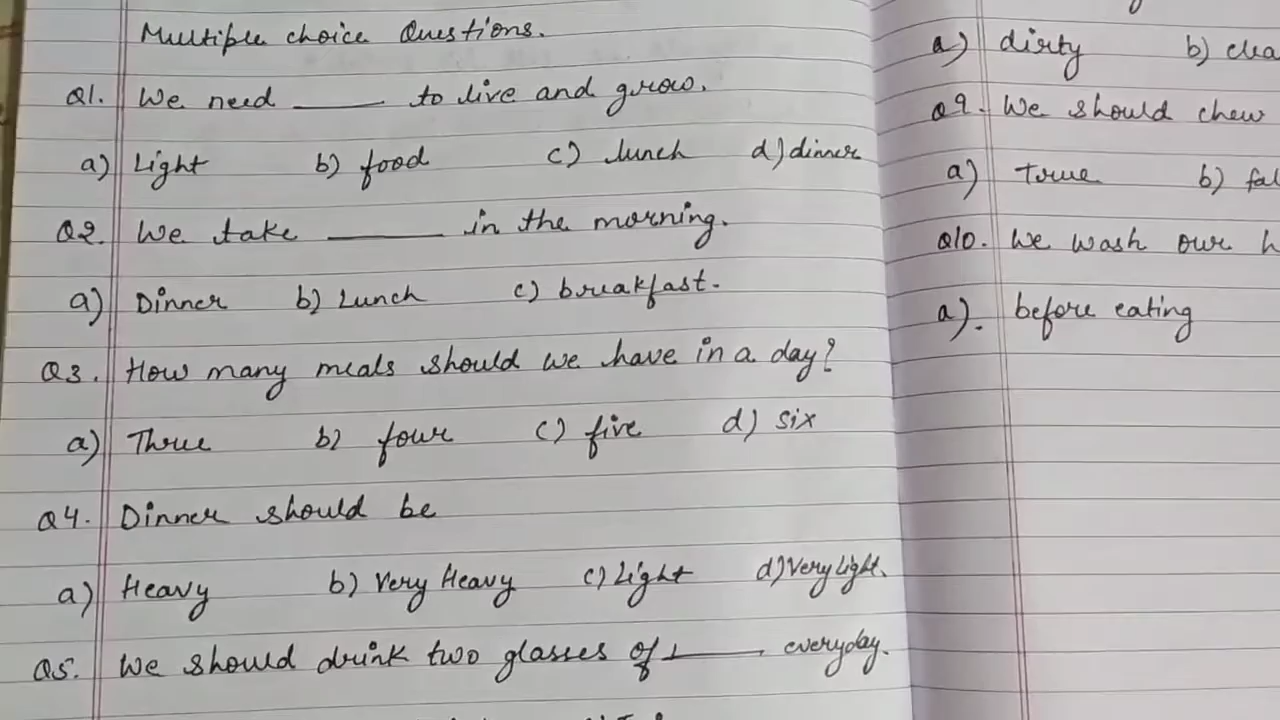 Multiple choice Questions.
Q1. We need ____ to live and grow.
a) Light b) food c) lunch d) dinner
Q2. We take ____ in the morning.
a) Dinner b) Lunch c) breakfast.
Q3. How many meals should we have in a day?
a) Three b) four c) five d) six
Q4. Dinner should be
a) Heavy b) Very Heavy c) Light d) Very Light.
Q5. We should drink two glasses of ____ everyday.
a) dirty b)
Q9. We should chew
a) True b)
Q10. We wash our
a). before eating